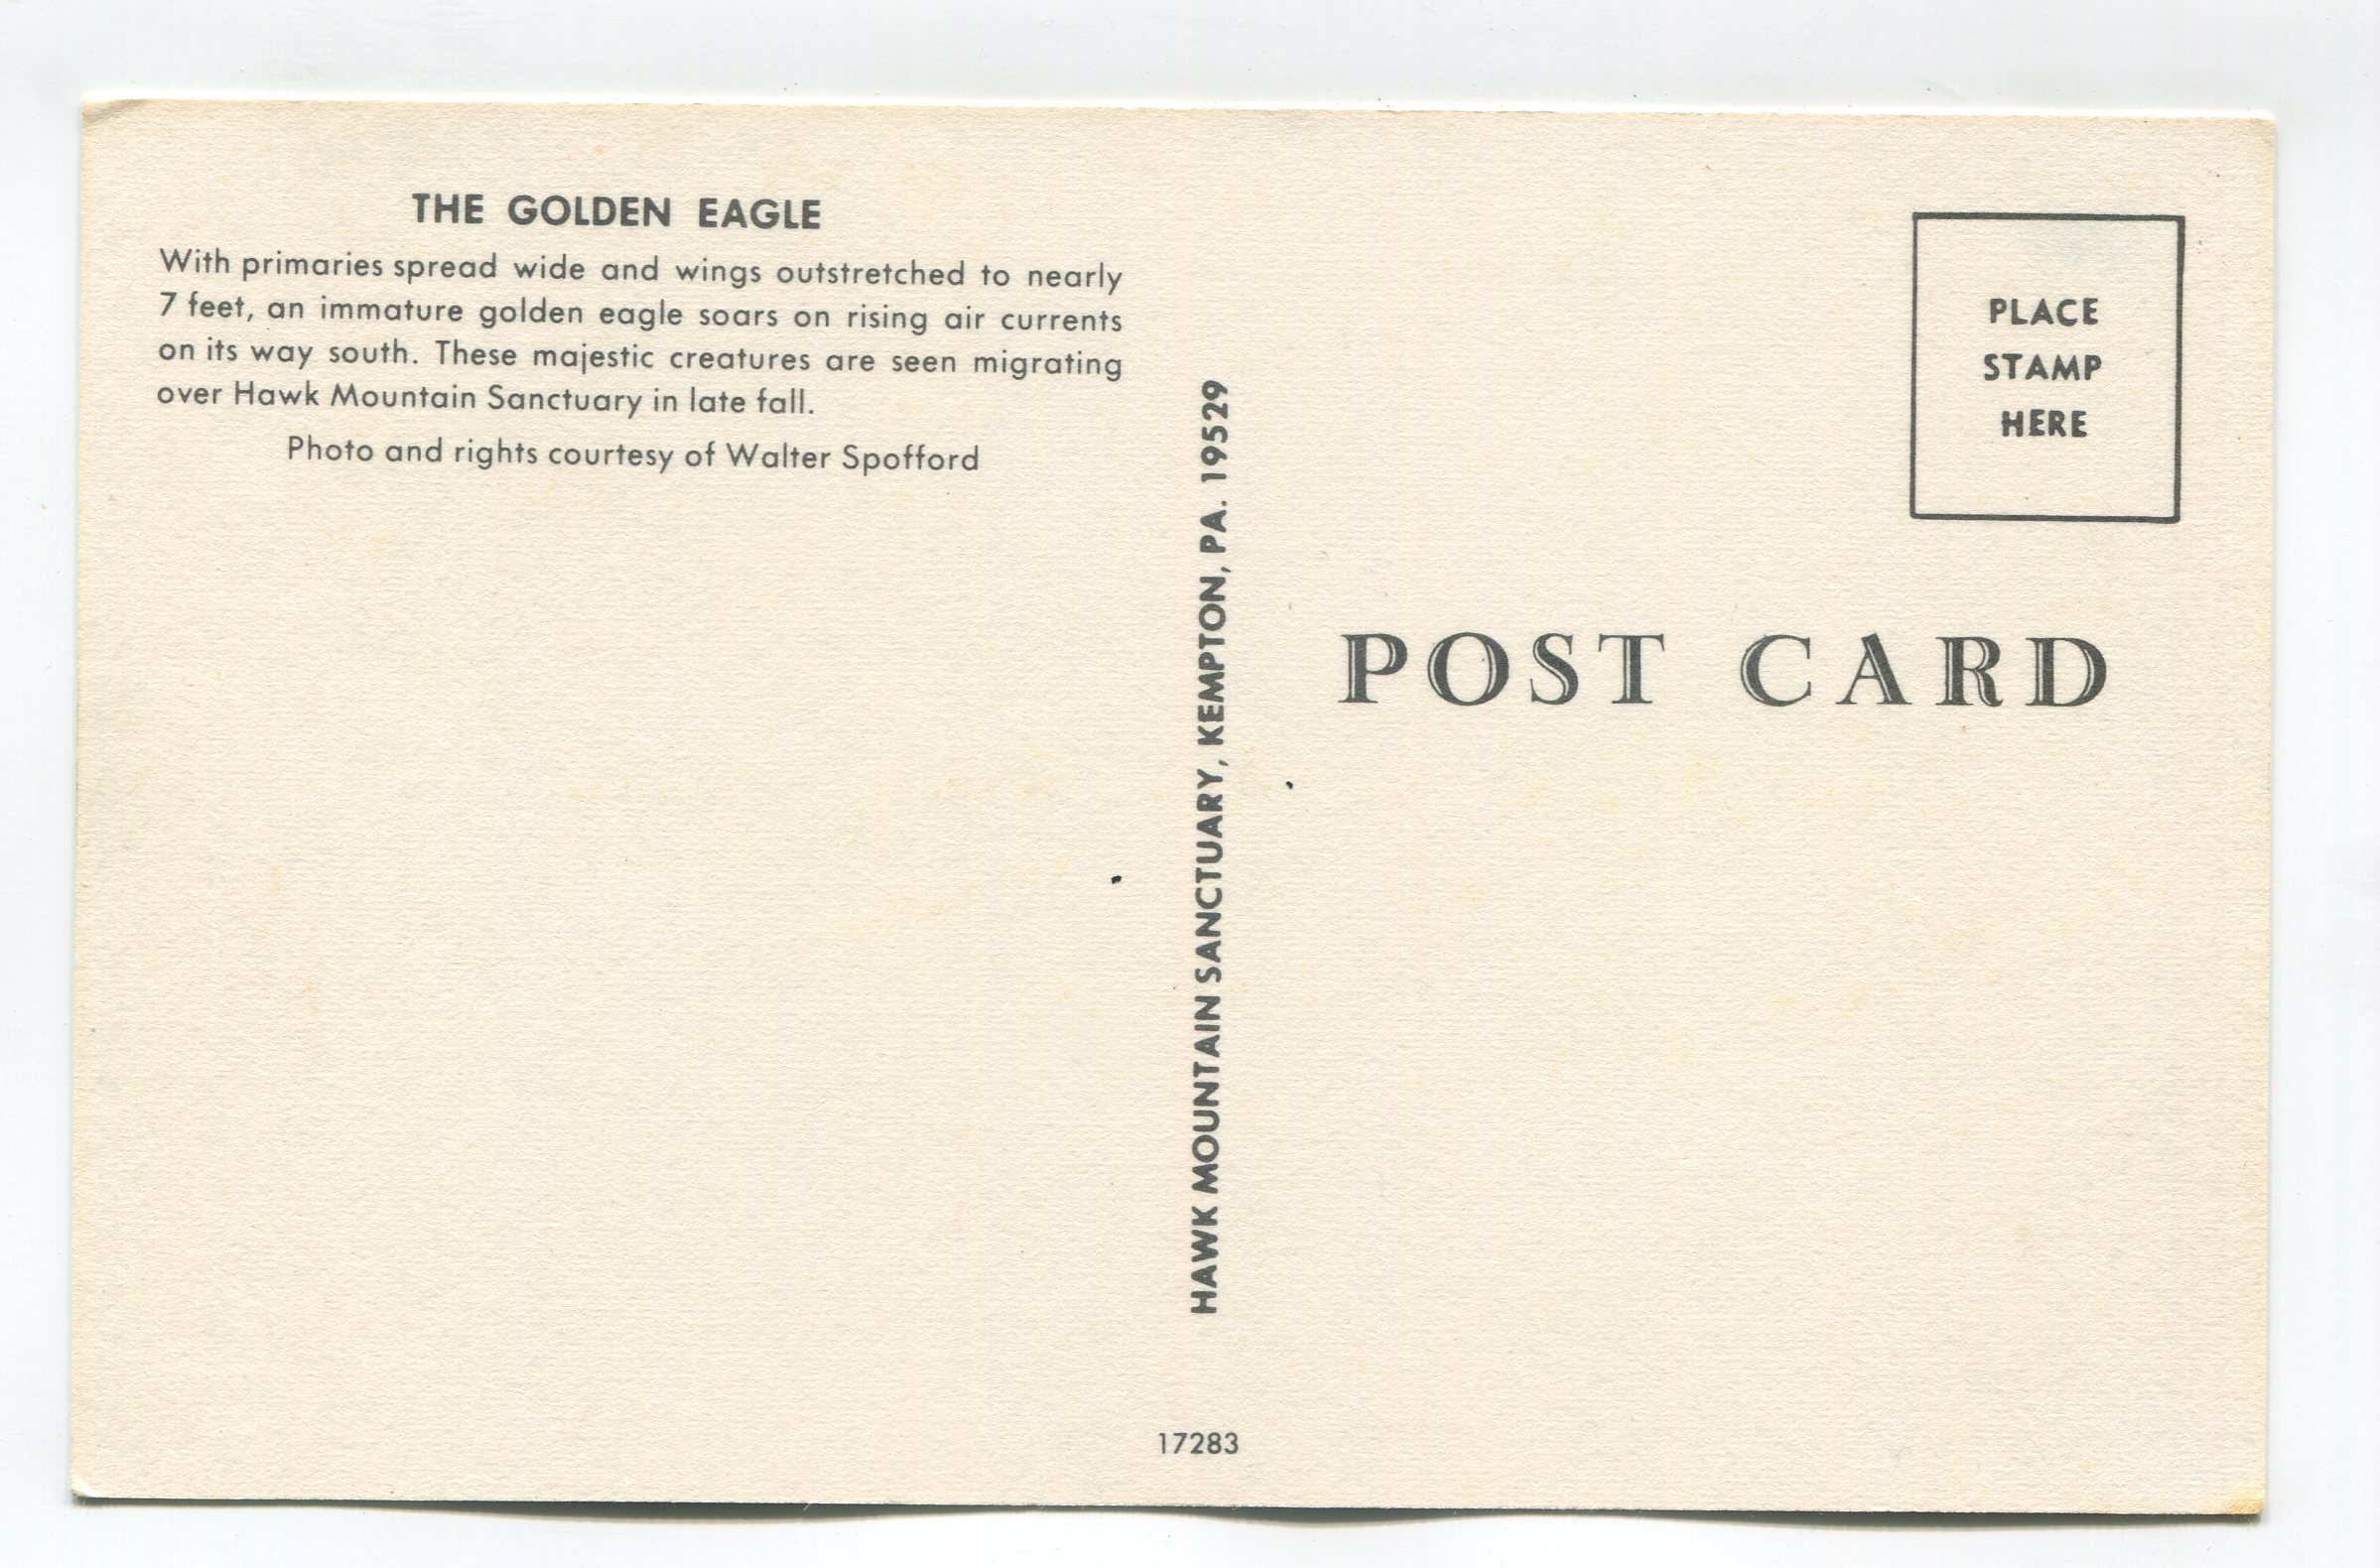 THE GOLDEN EAGLE
With primaries spread wide and wings outstretched to nearly
7 feet, an immature golden eagle soars on rising air currents
on its way south. These majestic creatures are seen migrating
over Hawk Mountain Sanctuary in late fall.
Photo and rights courtesy of Walter Spofford
HAWK MOUNTAIN SANCTUARY, KEMPTON, PA. 19529
17283
PLACE
STAMP
HERE
POST CARD